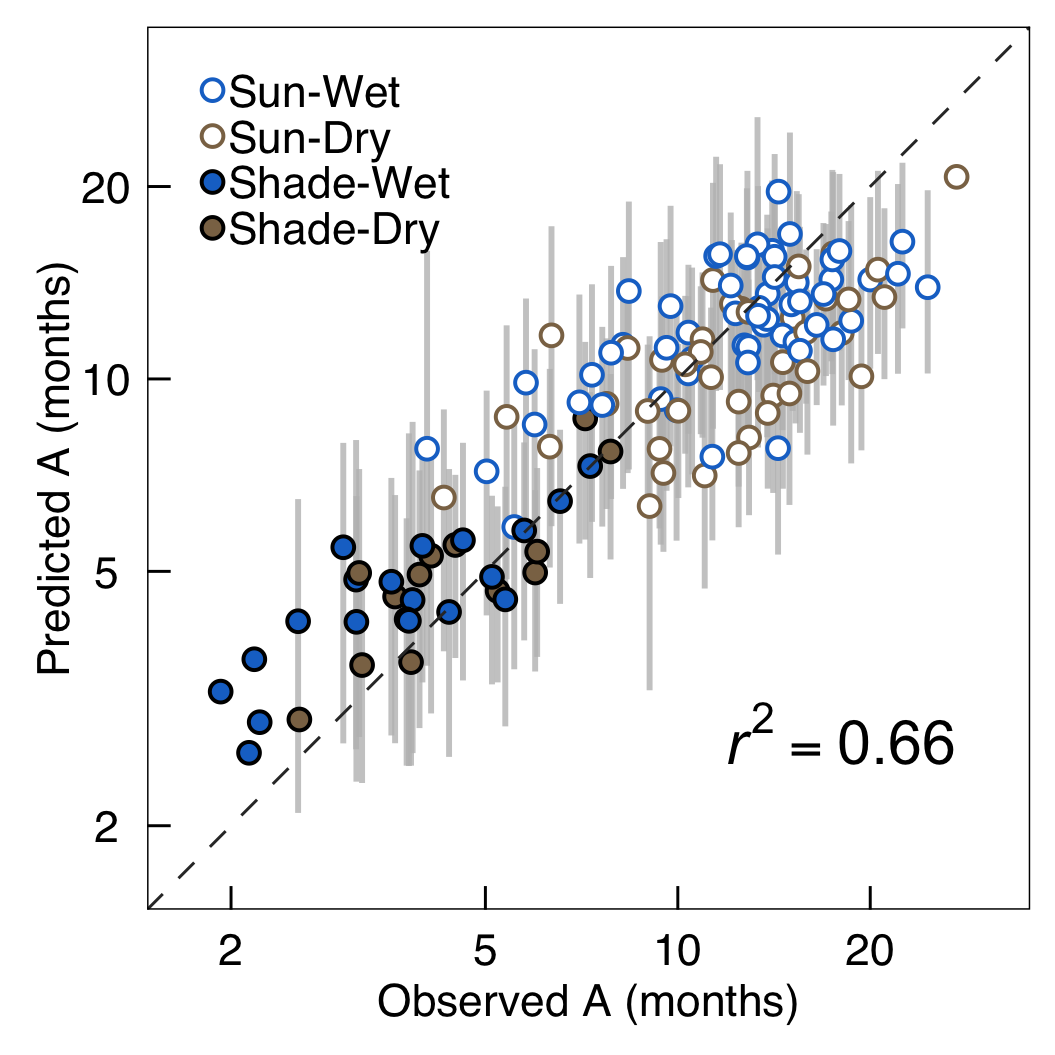 Sun-Wet
Sun-Dry
Shade-Wet
Shade-Dry
20
10
5
2
Predicted A (months)
r² = 0.66
2 5 10 20
Observed A (months)